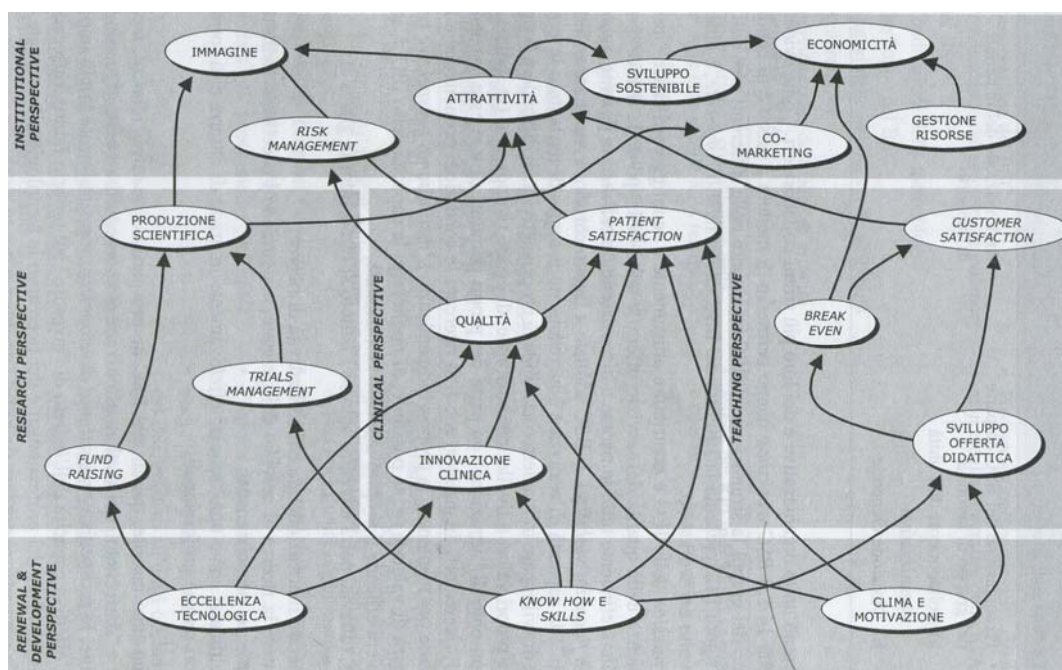 INSTITUTIONAL
PERSPECTIVE
IMMAGINE
ATTRATTIVITÀ
SVILUPPO
SOSTENIBILE
ECONOMICITÀ
RISK
MANAGEMENT
CO-
MARKETING
GESTIONE
RISORSE
RESEARCH PERSPECTIVE
PRODUZIONE
SCIENTIFICA
TRIALS
MANAGEMENT
FUND
RAISING
CLINICAL PERSPECTIVE
PATIENT
SATISFACTION
QUALITÀ
INNOVAZIONE
CLINICA
TEACHING PERSPECTIVE
CUSTOMER
SATISFACTION
BREAK
EVEN
SVILUPPO
OFFERTA
DIDATTICA
RENEWAL &
DEVELOPMENT
PERSPECTIVE
ECCELLENZA
TECNOLOGICA
KNOW HOW E
SKILLS
CLIMA E
MOTIVAZIONE